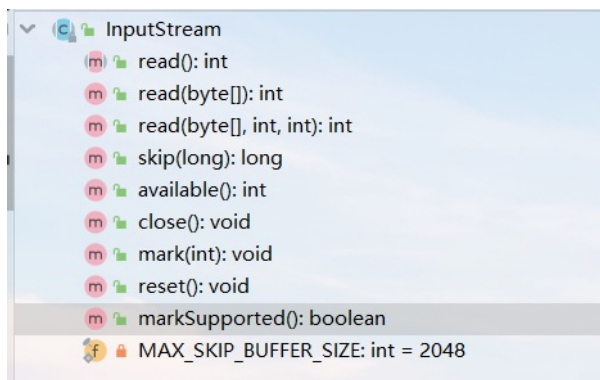 InputStream
read(): int
read(byte[]): int
read(byte[], int, int): int
skip(long): long
available(): int
close(): void
mark(int): void
reset(): void
markSupported(): boolean
MAX_SKIP_BUFFER_SIZE: int = 2048